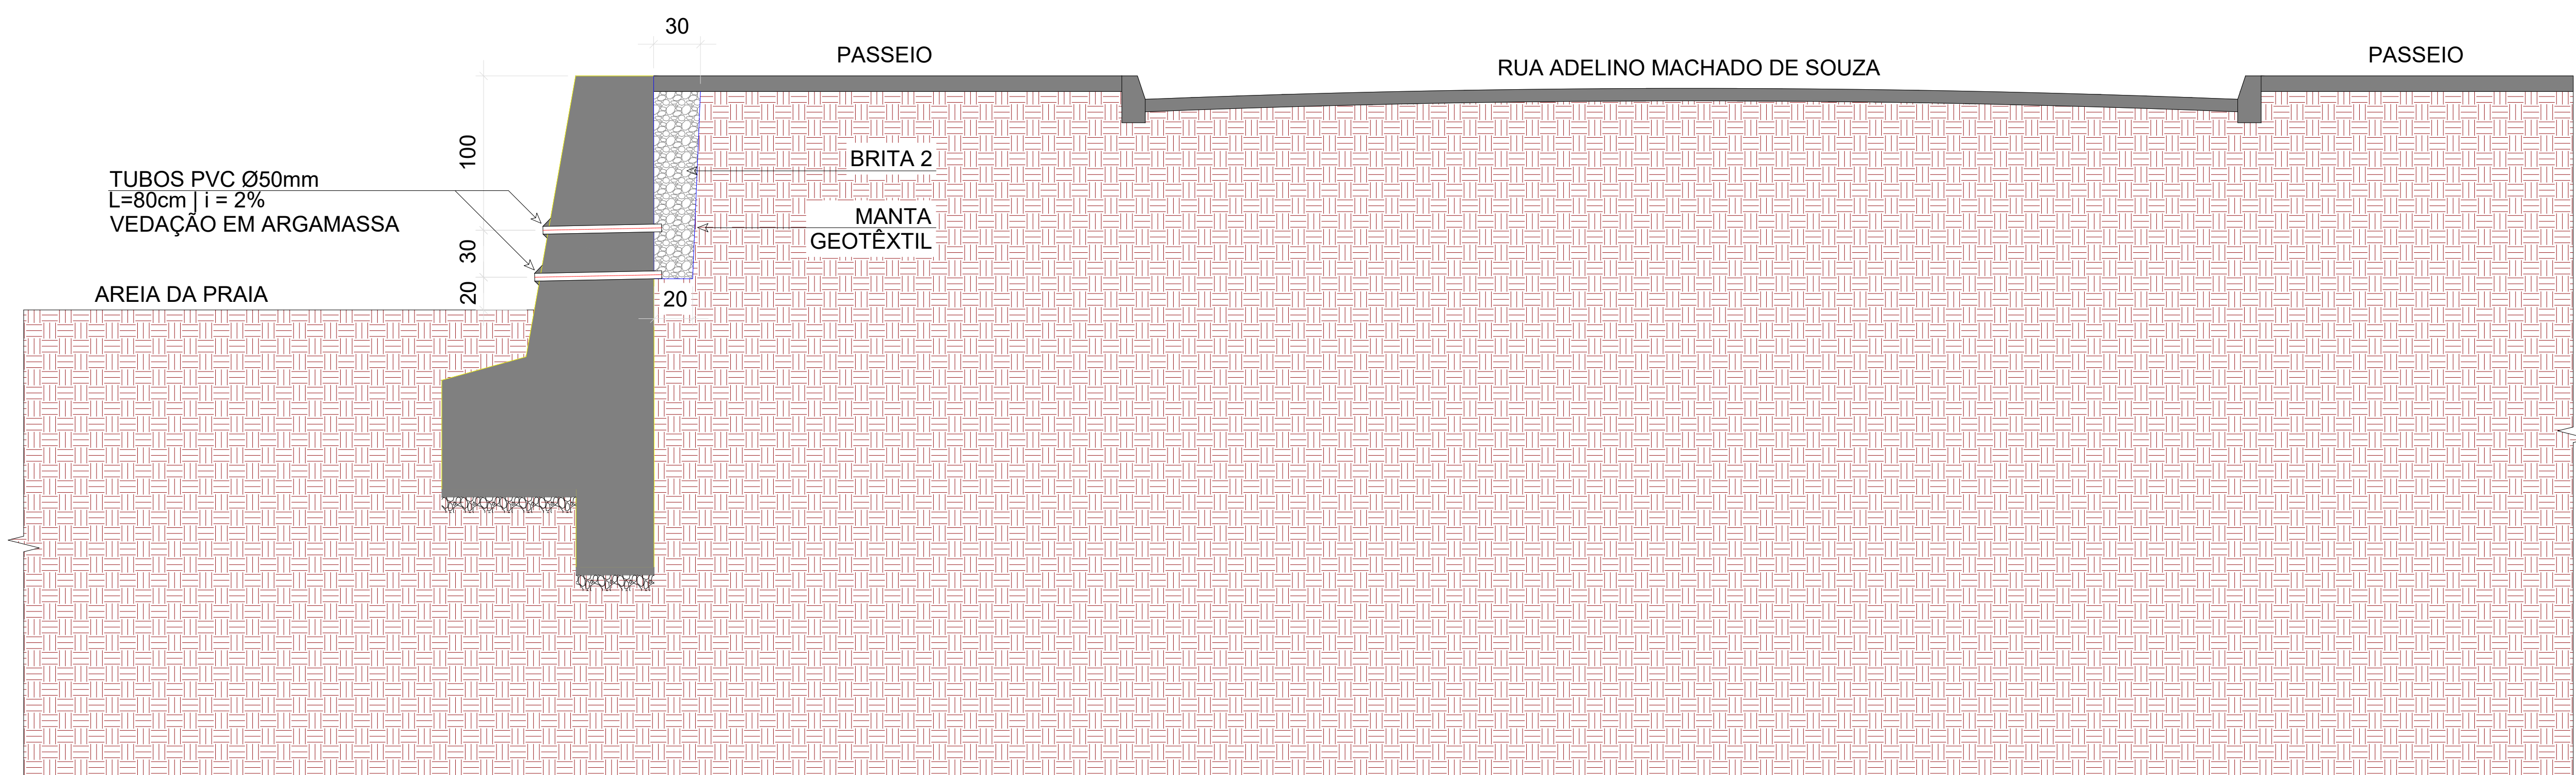 30
PASSEIO
RUA ADELINO MACHADO DE SOUZA
PASSEIO
100
BRITA 2
TUBOS PVC Ø50mm
L=80cm | i = 2%
VEDAÇÃO EM ARGAMASSA
MANTA
GEOTÊXTIL
30
20
AREIA DA PRAIA
20